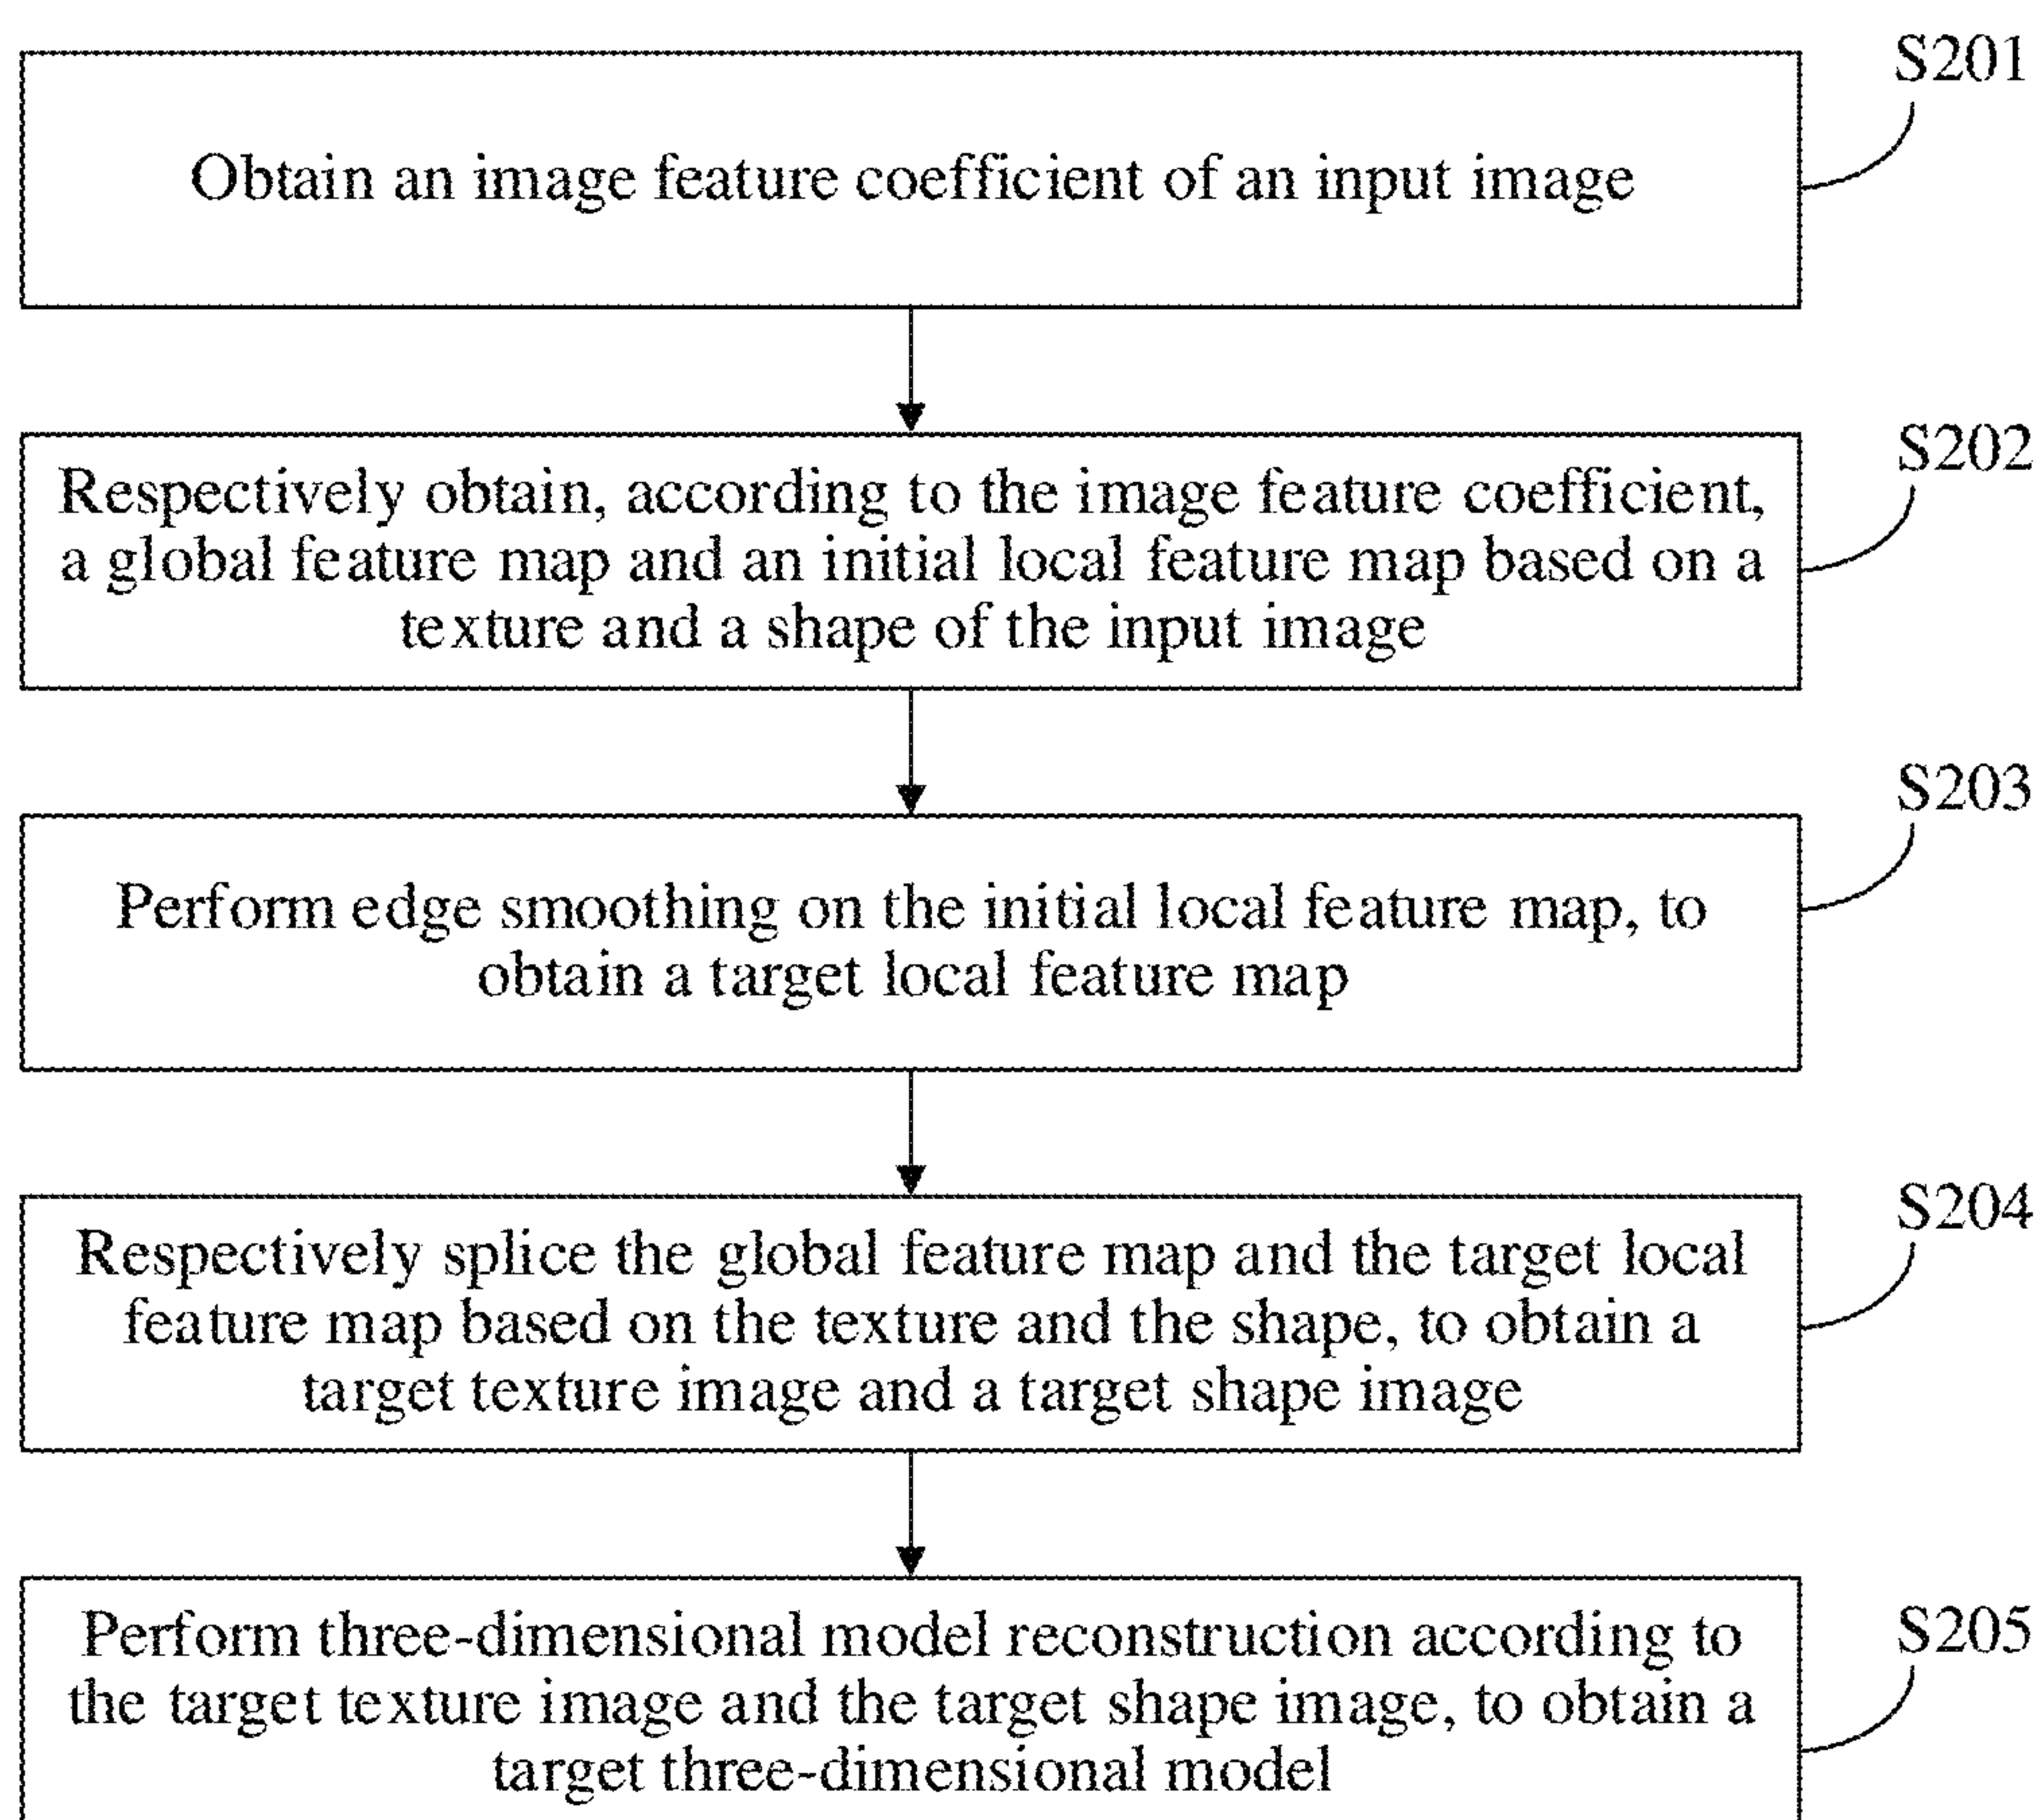 S201
Obtain an image feature coefficient of an input image
S202
Respectively obtain, according to the image feature coefficient,
a global feature map and an initial local feature map based on a
texture and a shape of the input image
S203
Perform edge smoothing on the initial local feature map, to
obtain a target local feature map
S204
Respectively splice the global feature map and the target local
feature map based on the texture and the shape, to obtain a
target texture image and a target shape image
S205
Perform three-dimensional model reconstruction according to
the target texture image and the target shape image, to obtain a
target three-dimensional model